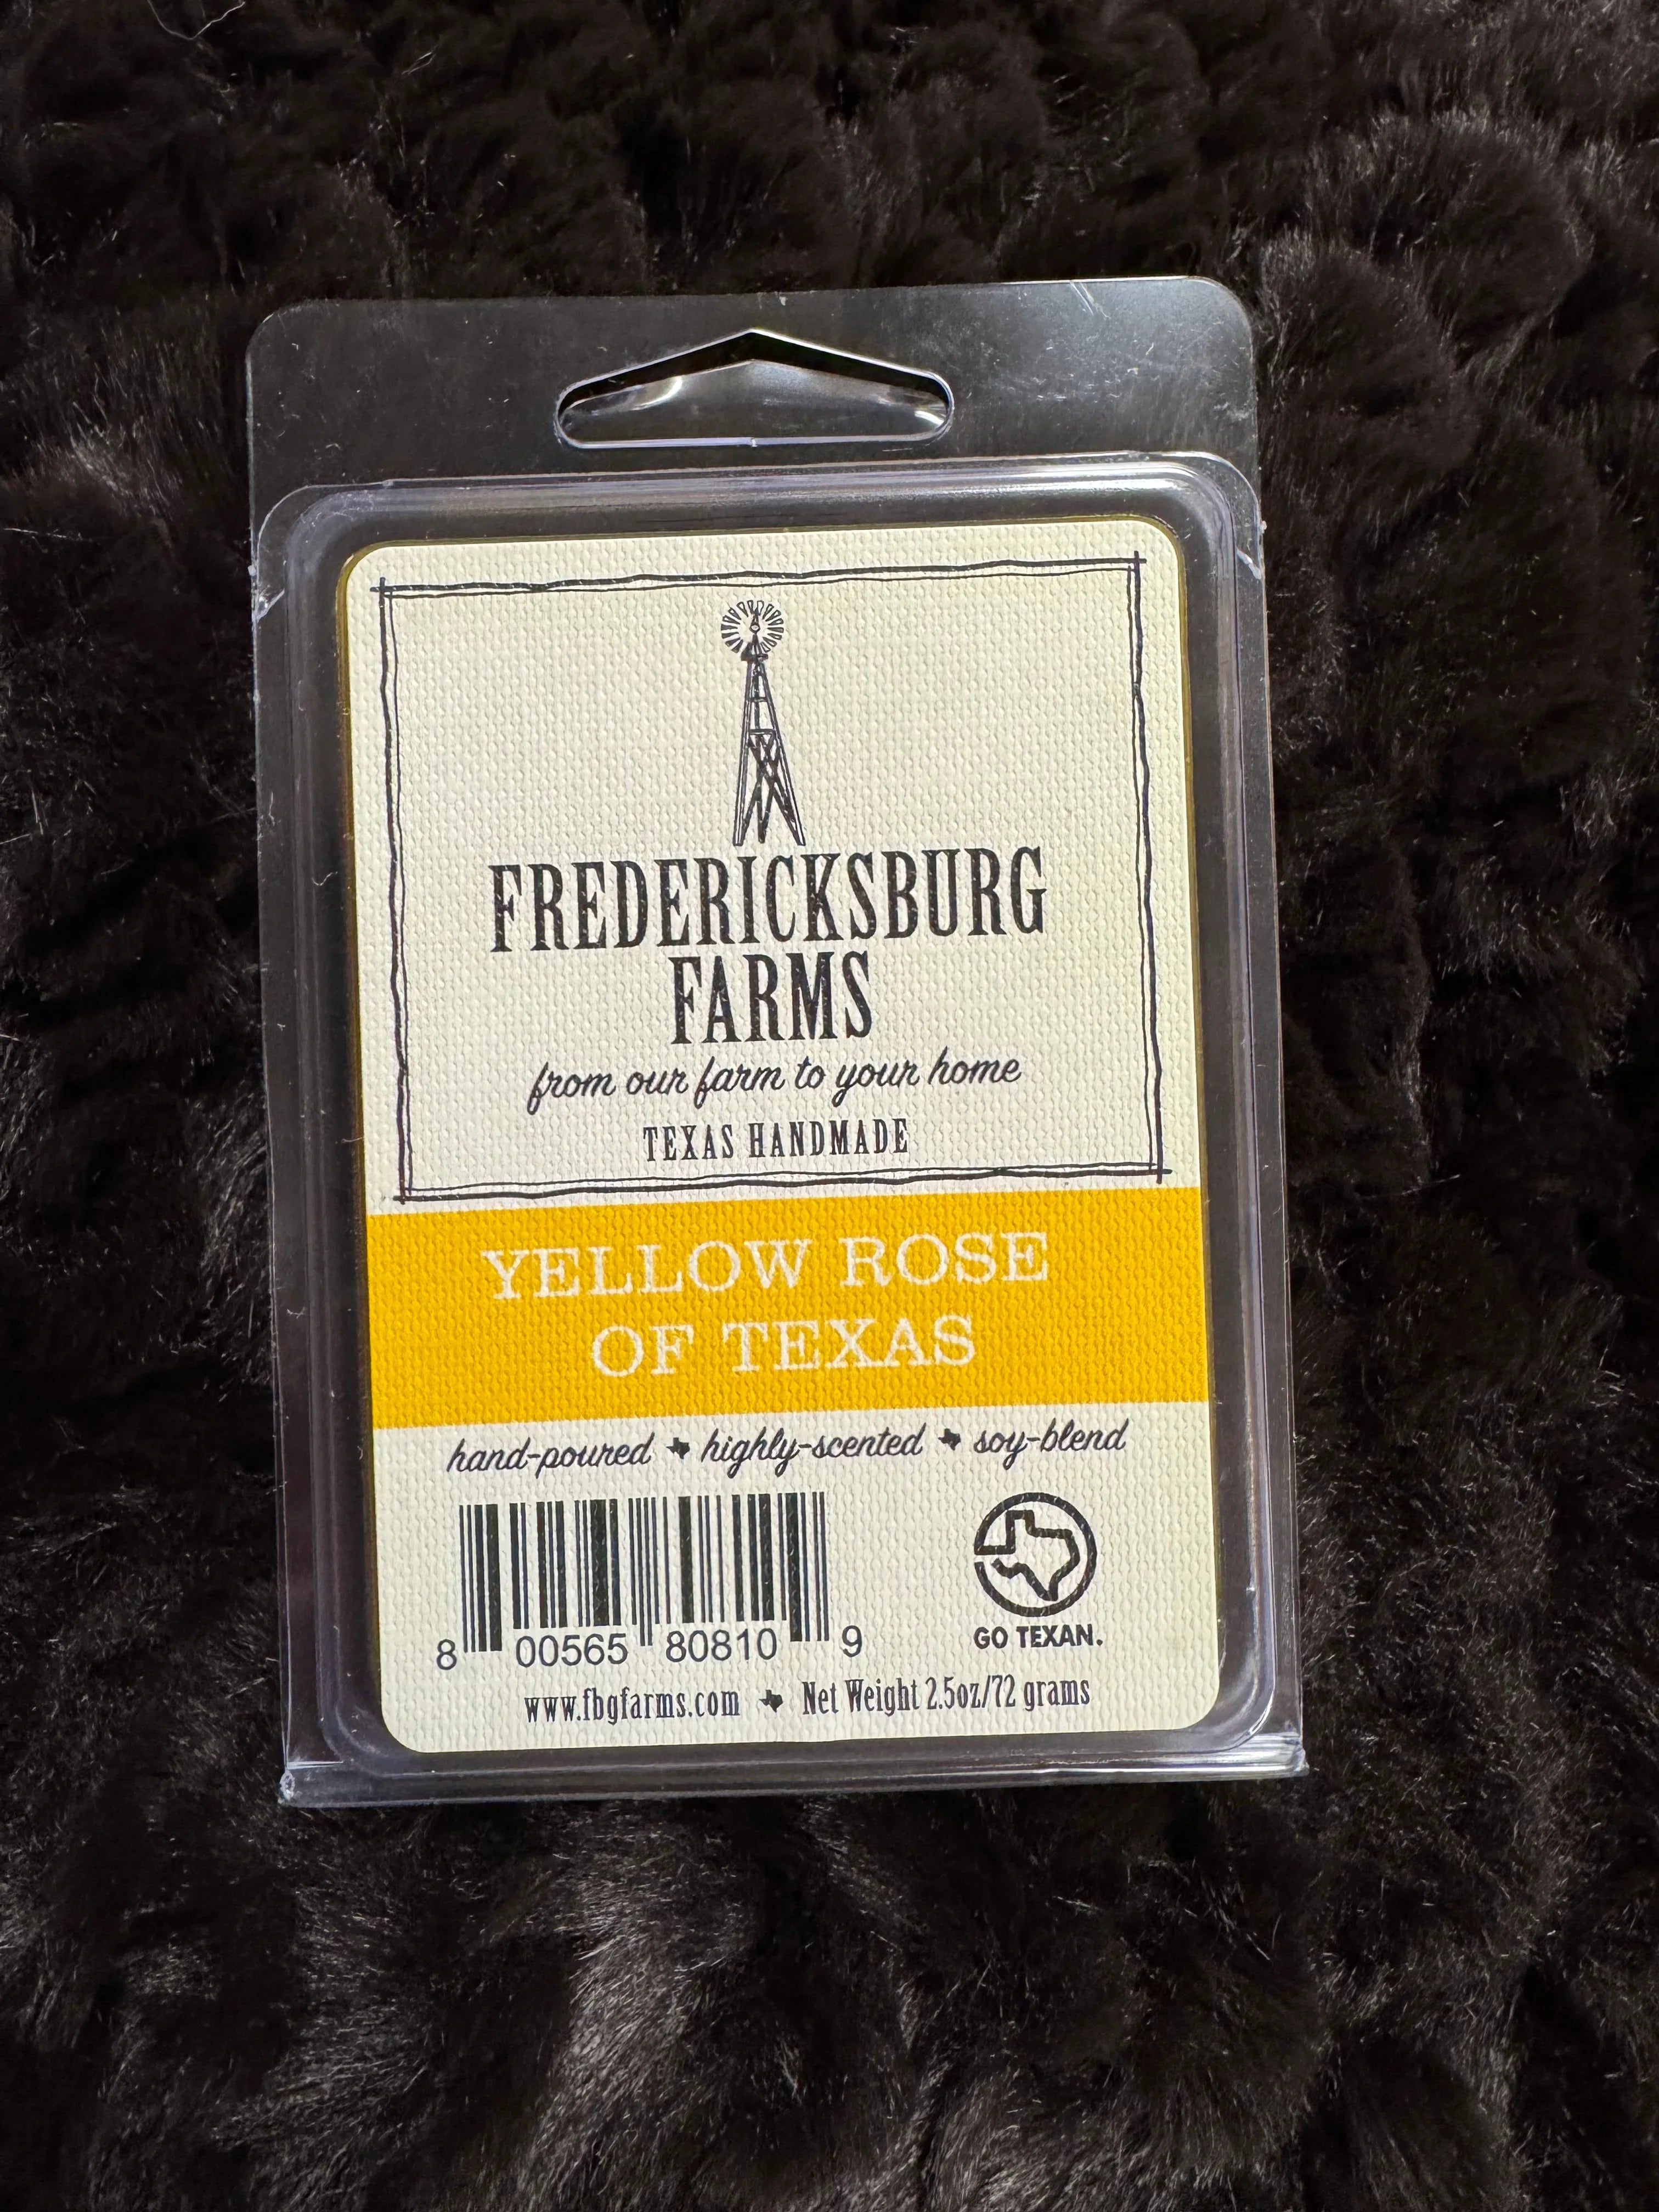 FREDERICKSBURG
FARMS
from our farm to your home
TEXAS HANDMADE
YELLOW ROSE
OF TEXAS
hand-poured highly-scented soy-blend
8 00565 80810 9
GO TEXAN.
www.fbgfarms.com Net Weight 2.5oz/72 grams